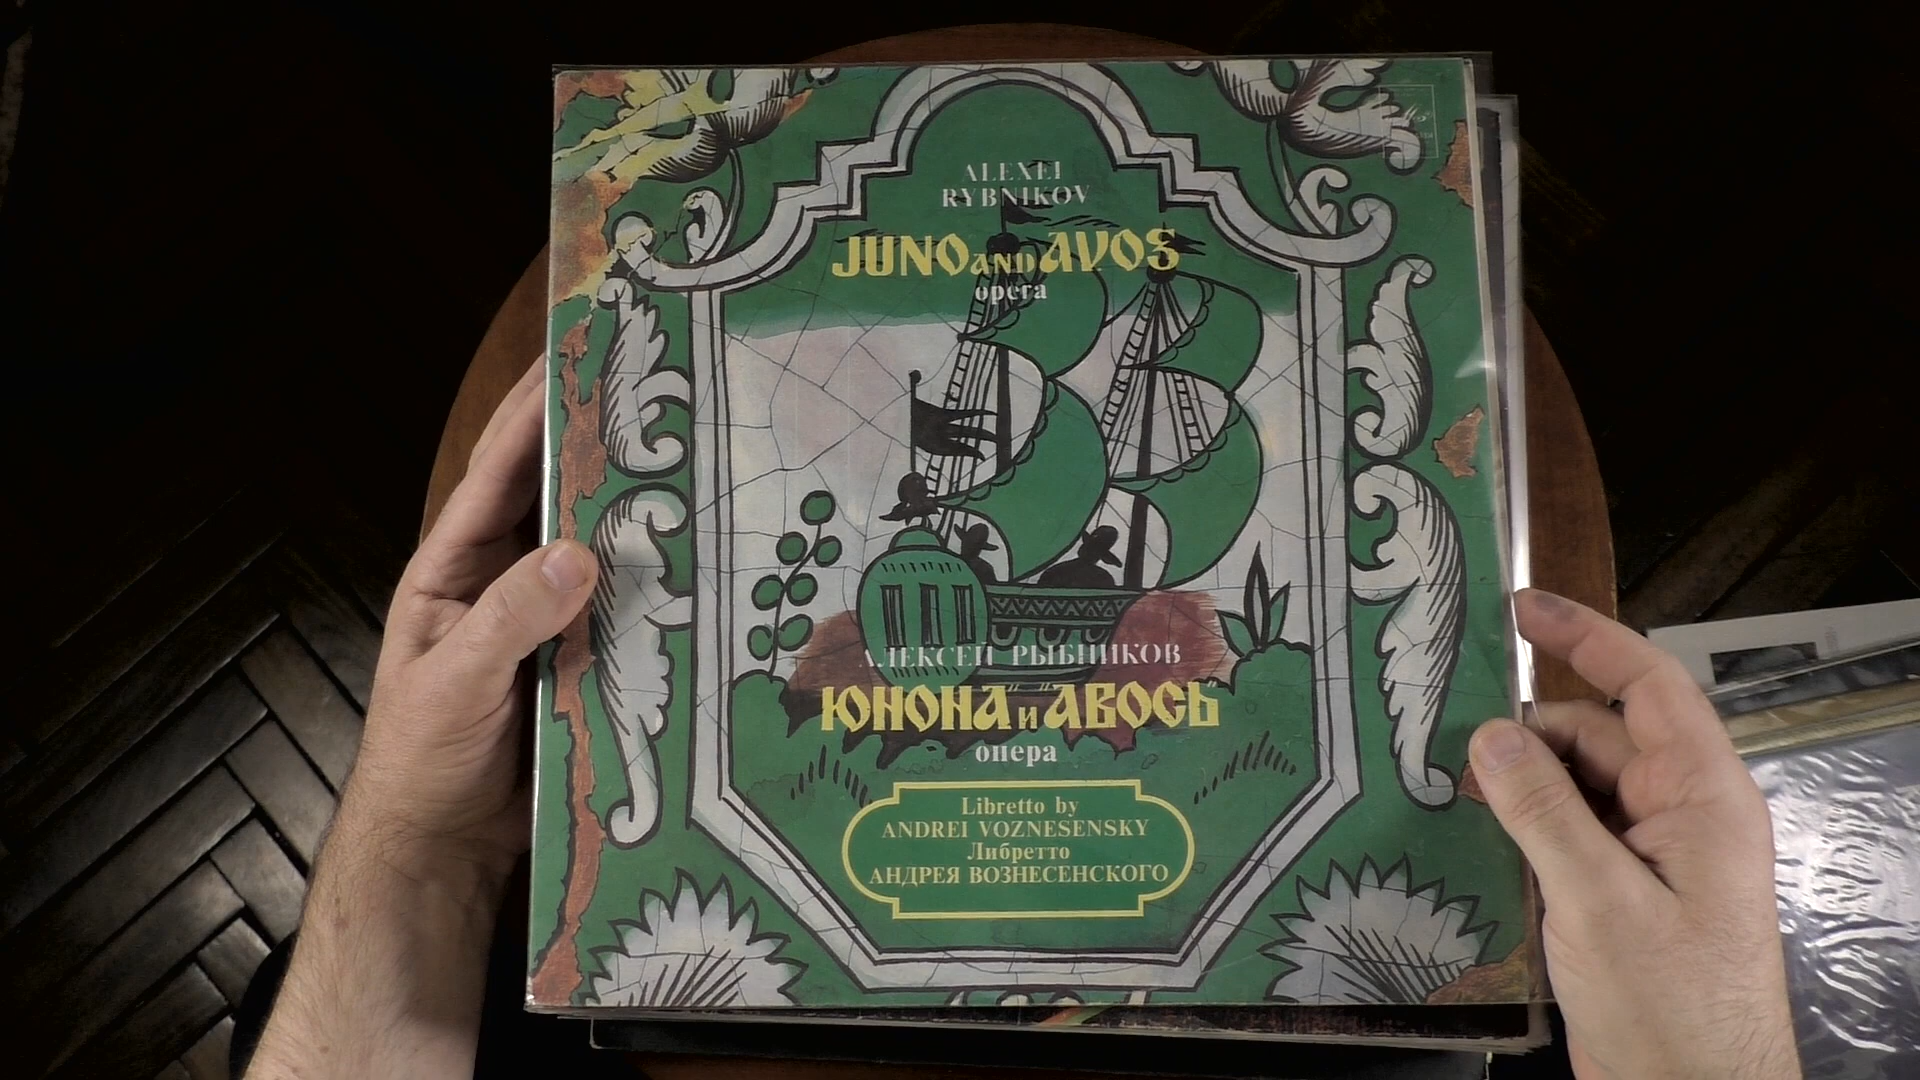 ALEXEI
RYBNIKOV
JUNO AND AVOS
opera
АЛЕКСЕЙ РЫБНИКОВ
"ЮНОНА" и "АВОСЬ"
опера
Libretto by
ANDREI VOZNESENSKY
Либретто
АНДРЕЯ ВОЗНЕСЕНСКОГО